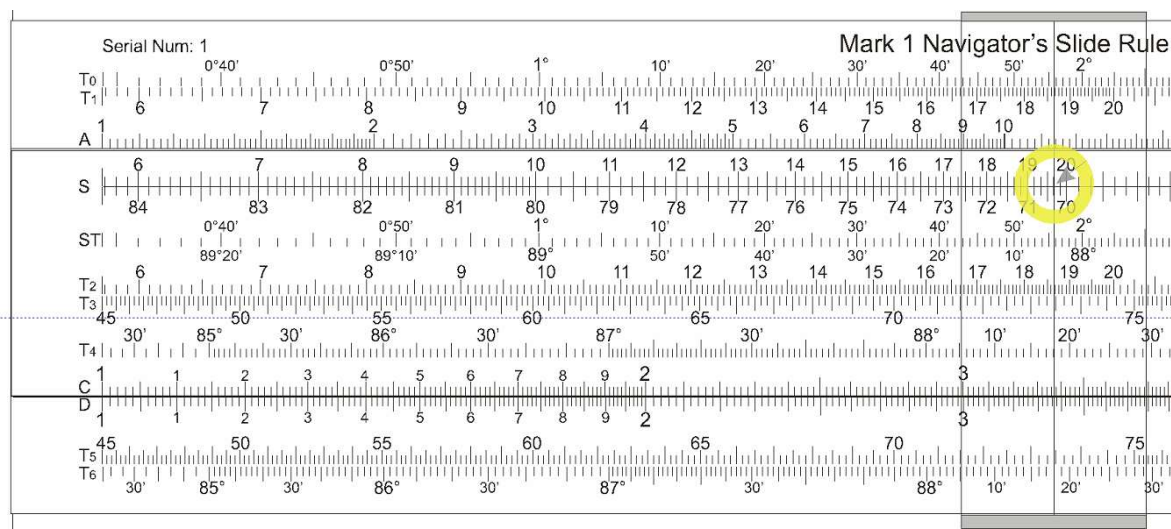 Serial Num: 1
Mark 1 Navigator's Slide Rule
T0 0°40' 0°50' 1° 10' 20' 30' 40' 50' 2°
T1 6 7 8 9 10 11 12 13 14 15 16 17 18 19 20
A 1 2 3 4 5 6 7 8 9 10
6 7 8 9 10 11 12 13 14 15 16 17 18 19 20
S
84 83 82 81 80 79 78 77 76 75 74 73 72 71 70
0°40' 0°50' 1° 10' 20' 30' 40' 50' 2°
ST
89°20' 89°10' 89° 50' 40' 30' 20' 10' 88°
T2 6 7 8 9 10 11 12 13 14 15 16 17 18 19 20
T3
45 50 55 60 65 70 75
30' 85° 30' 86° 30' 87° 30' 88° 10' 20' 30'
T4
C 1 1 2 3 4 5 6 7 8 9 2 3
D 1 1 2 3 4 5 6 7 8 9 2 3
45 50 55 60 65 70 75
T5
T6
30' 85° 30' 86° 30' 87° 30' 88° 10' 20' 30'